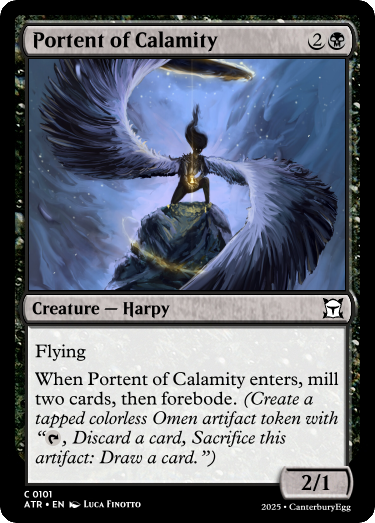 Portent of Calamity 2
Creature — Harpy
Flying
When Portent of Calamity enters, mill
two cards, then forebode. (Create a
tapped colorless Omen artifact token with
“, Discard a card, Sacrifice this
artifact: Draw a card.”)
2/1
C 0101
ATR • EN Luca Finotto
2025 • CanterburyEgg